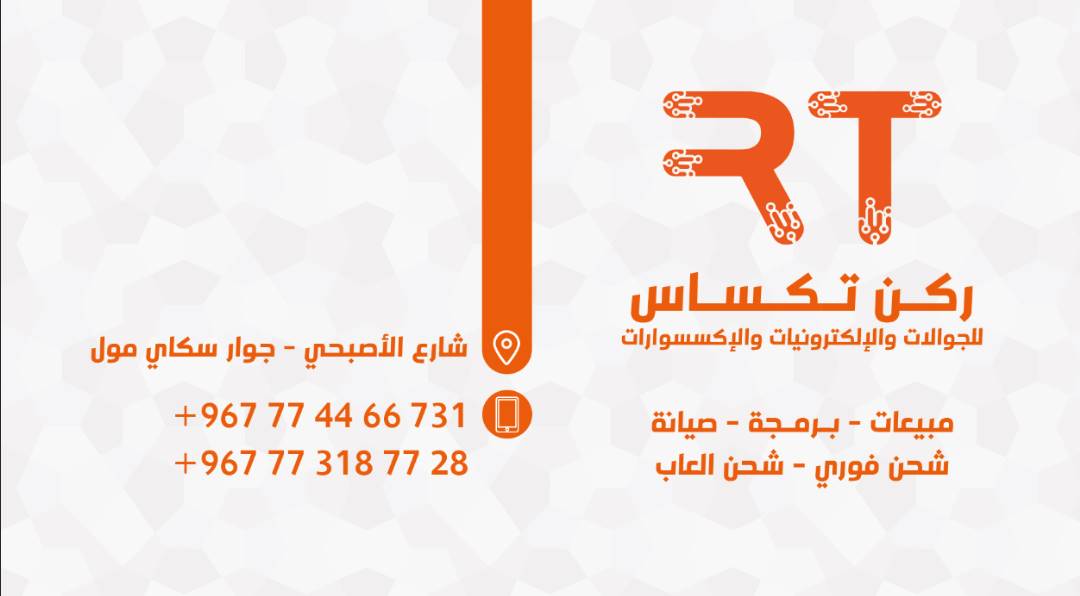 RT
ركن تكساس
للجوالات والإلكترونيات والإكسسوارات
مبيعات - برمجة - صيانة
شحن فوري - شحن العاب
شارع الأصبحي - جوار سكاي مول
+967 77 44 66 731
+967 77 318 77 28